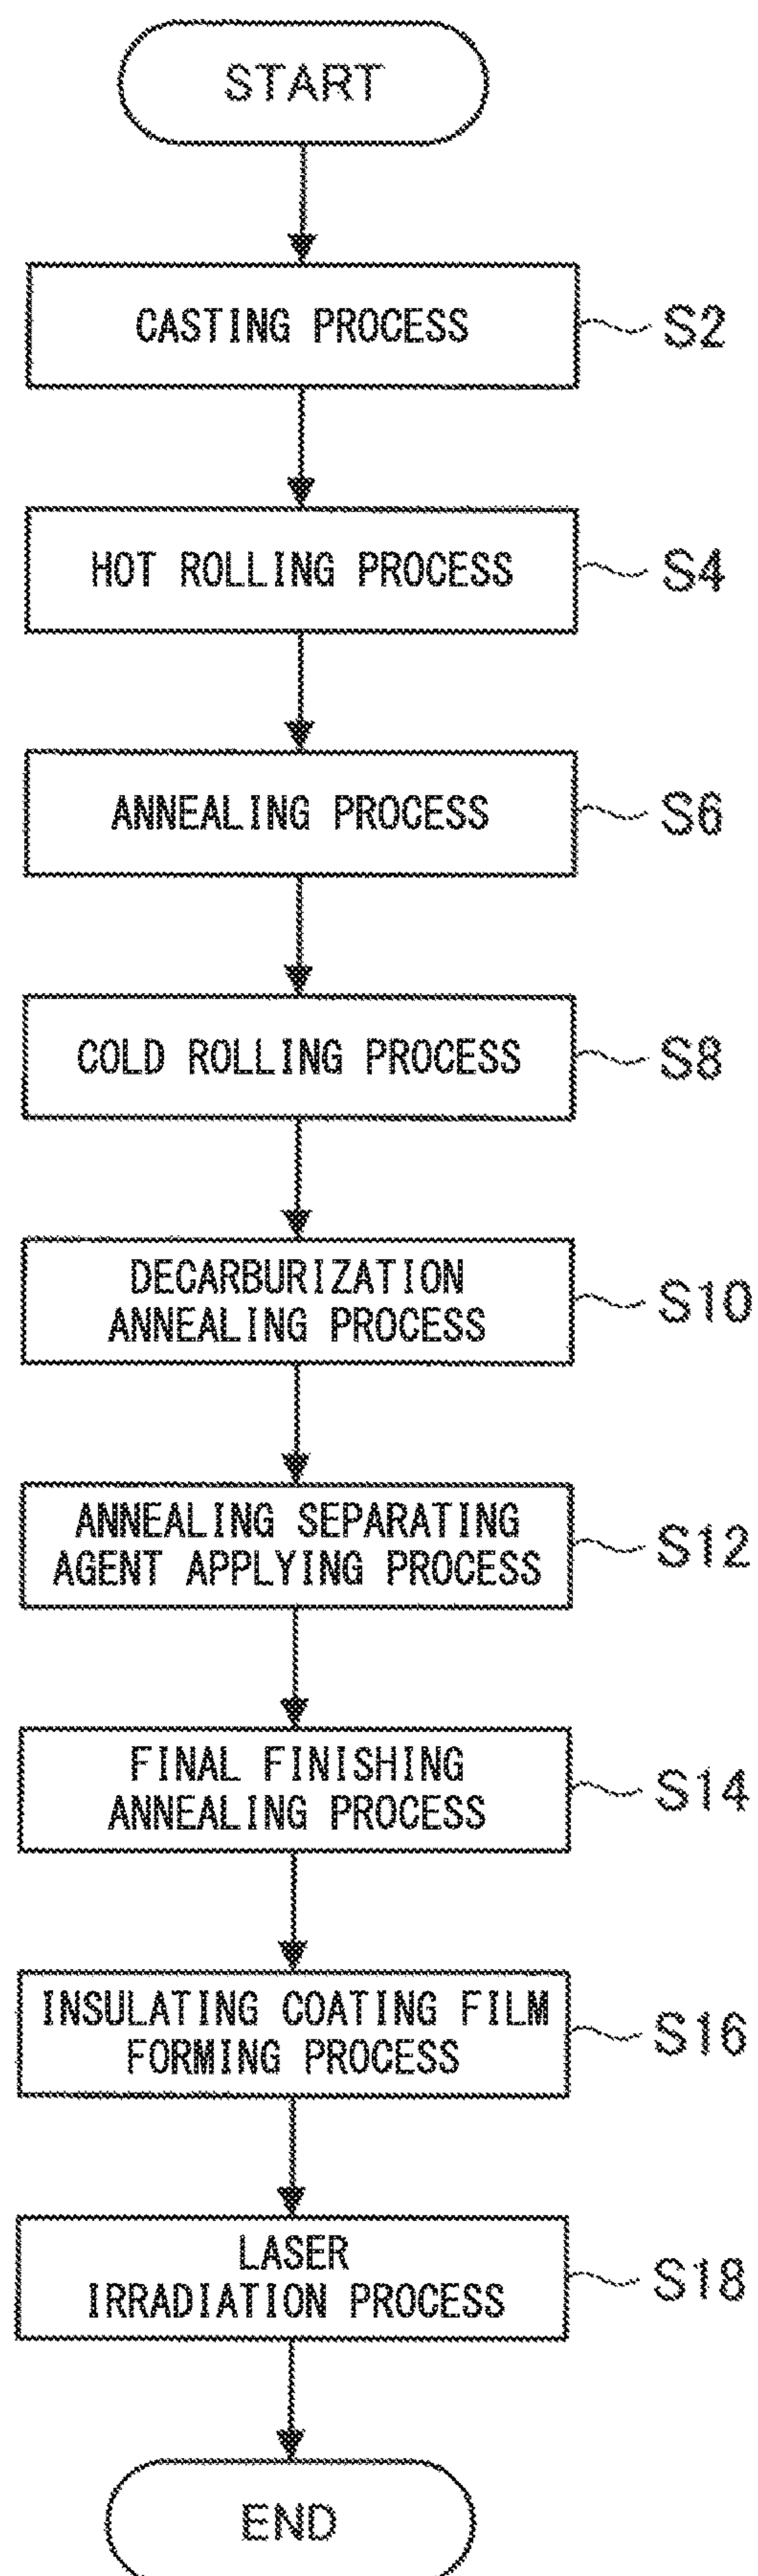 START
CASTING PROCESS S2
HOT ROLLING PROCESS S4
ANNEALING PROCESS S6
COLD ROLLING PROCESS S8
DECARBURIZATION
ANNEALING PROCESS S10
ANNEALING SEPARATING
AGENT APPLYING PROCESS S12
FINAL FINISHING
ANNEALING PROCESS S14
INSULATING COATING FILM
FORMING PROCESS S16
LASER
IRRADIATION PROCESS S18
END